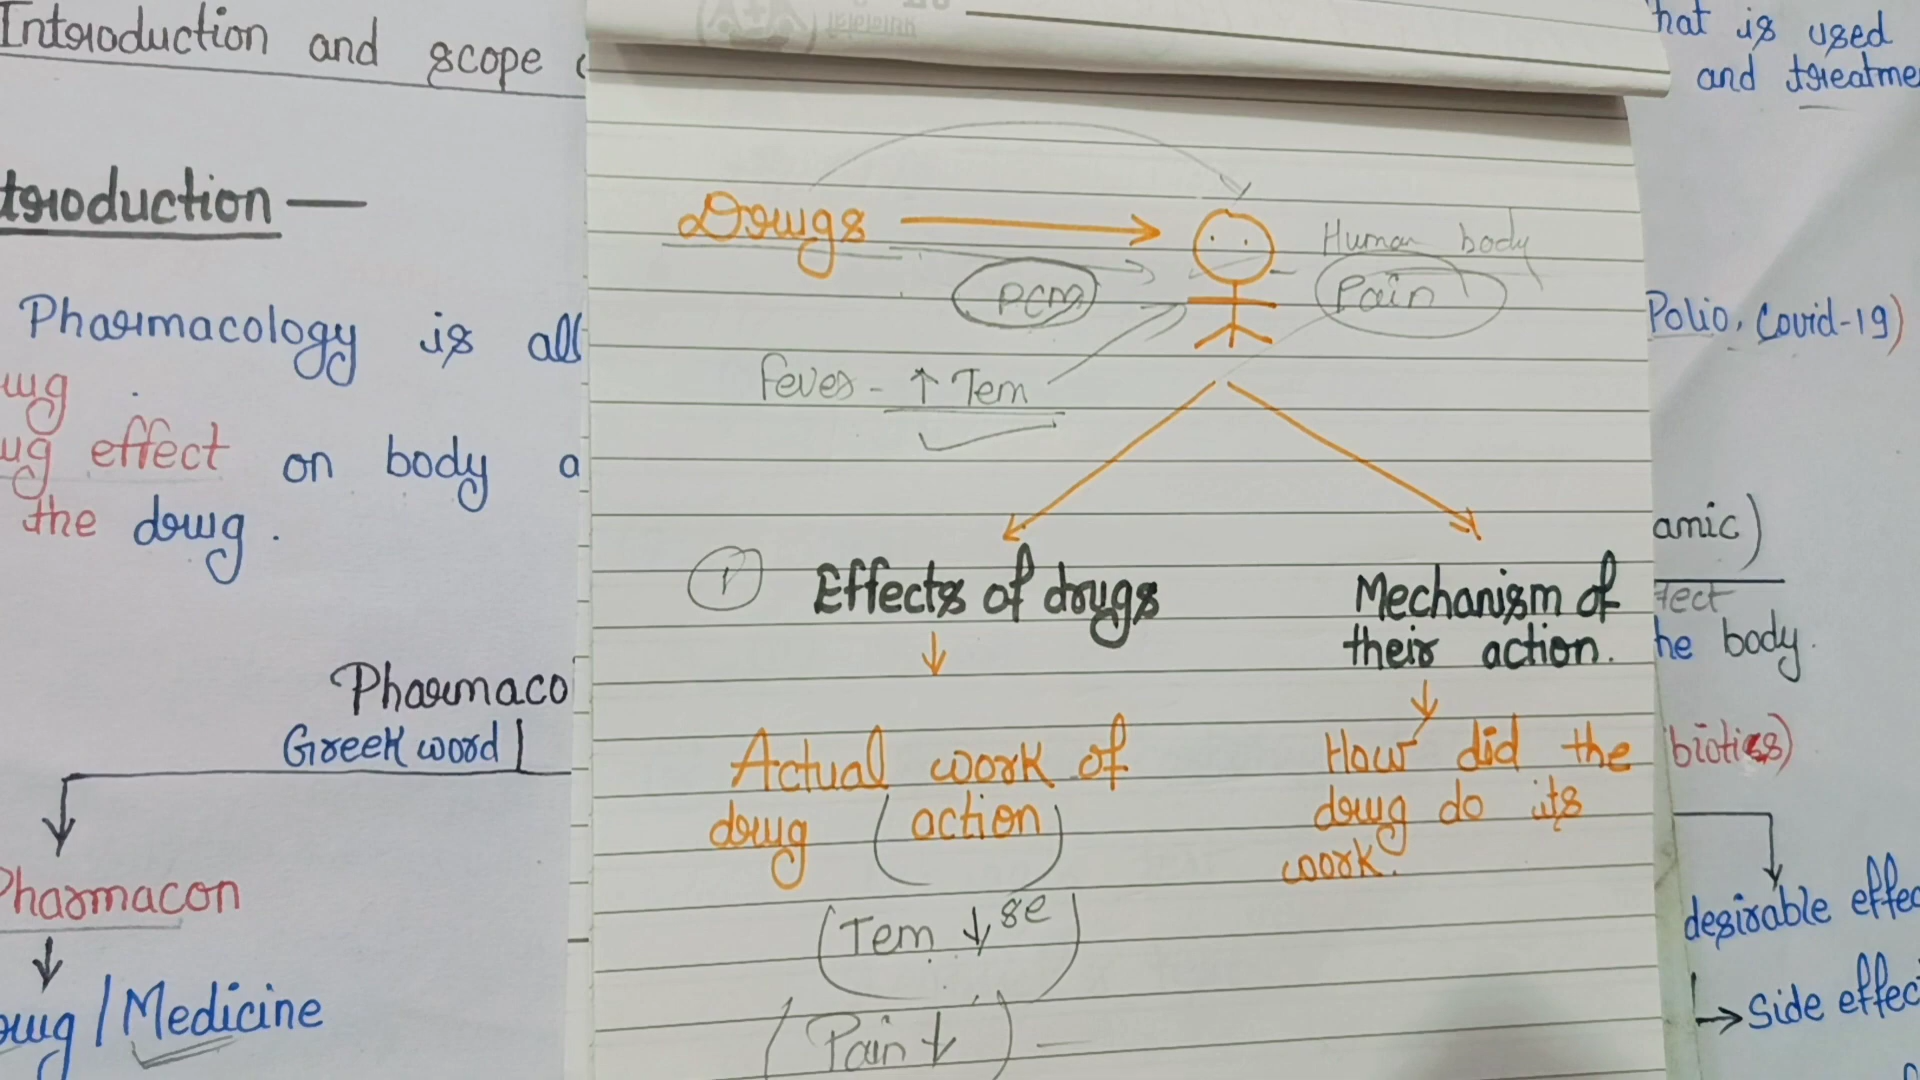 Introduction and scope
troduction —
Pharmacology is all
ug
ug effect on body a
the drug.
Pharmaco
Greek word
Pharmacon
Drug / Medicine
Drugs
Human body
PCM
Pain
Fever - ↑ Tem
1
Effects of drugs
Mechanism of
their action.
Actual work of
drug (action)
How did the
drug do its
work.
(Tem ↓se)
(Pain ↓)
hat is used
and treatme
Polio, Covid-19)
amic)
fect
he body.
biotics)
desirable effec
→ Side effec